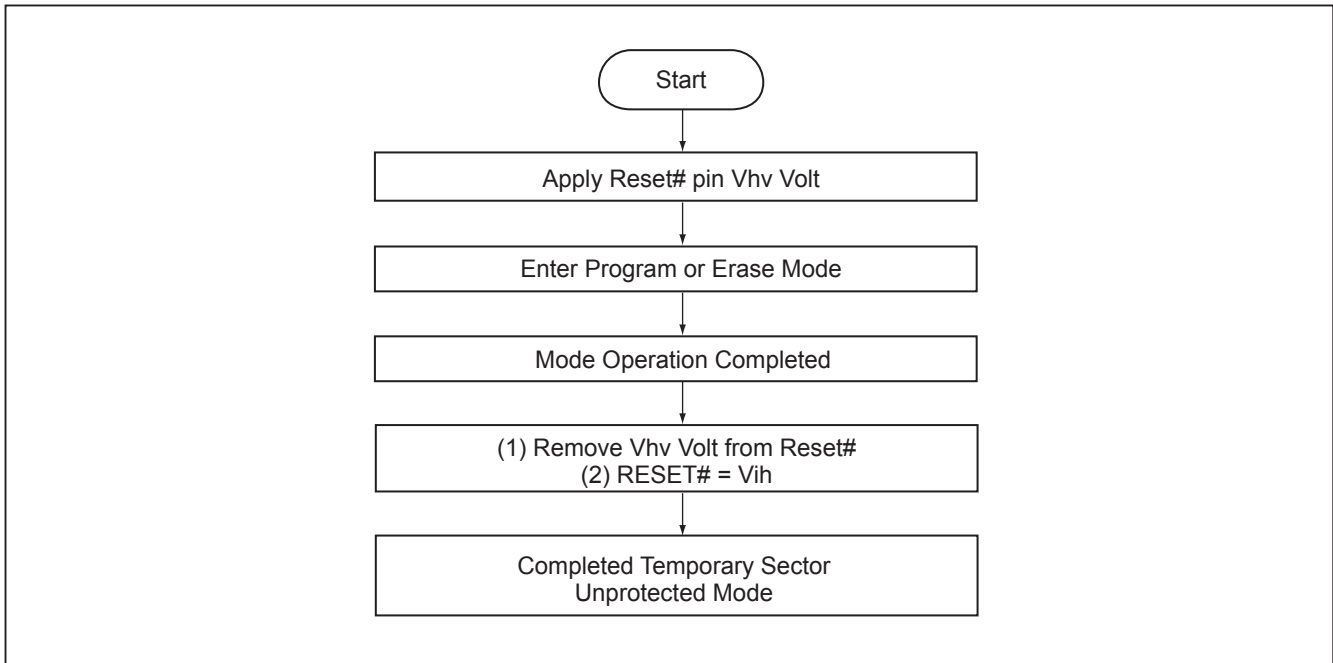 Start
Apply Reset# pin Vhv Volt
Enter Program or Erase Mode
Mode Operation Completed
(1) Remove Vhv Volt from Reset#
(2) RESET# = Vih
Completed Temporary Sector
Unprotected Mode